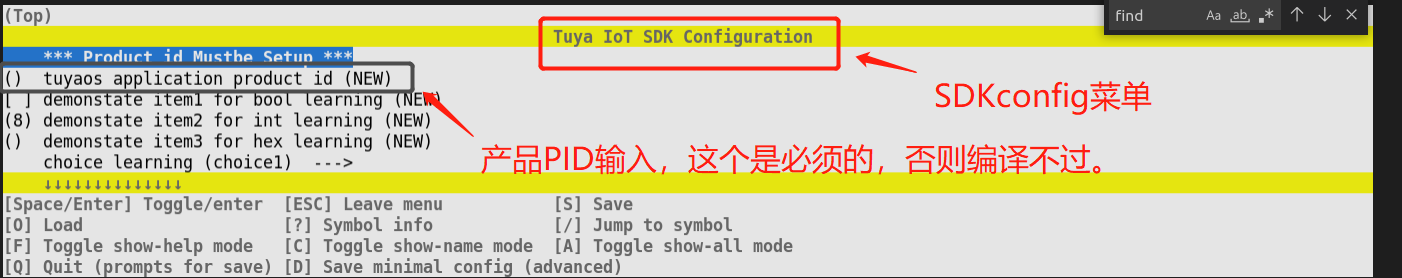 (Top)
find Aa ab .*
Tuya IoT SDK Configuration
*** Product id Mustbe Setup ***
() tuyaos application product id (NEW)
[ ] demonstate item1 for bool learning (NEW)
(8) demonstate item2 for int learning (NEW)
() demonstate item3 for hex learning (NEW)
choice learning (choice1) --->
SDKconfig菜单
产品PID输入，这个是必须的，否则编译不过。
↓↓↓↓↓↓↓↓↓↓↓↓↓↓
[Space/Enter] Toggle/enter [ESC] Leave menu [S] Save
[O] Load [?] Symbol info [/] Jump to symbol
[F] Toggle show-help mode [C] Toggle show-name mode [A] Toggle show-all mode
[Q] Quit (prompts for save) [D] Save minimal config (advanced)